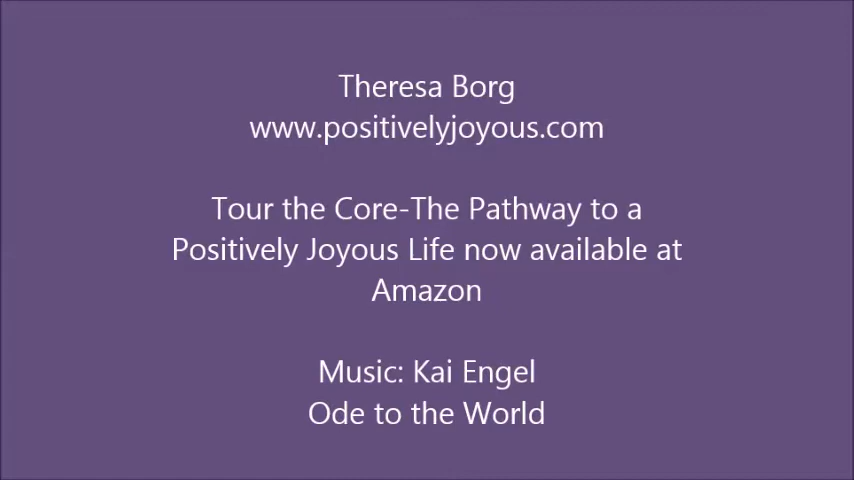 Theresa Borg
www.positivelyjoyous.com
Tour the Core-The Pathway to a
Positively Joyous Life now available at
Amazon
Music: Kai Engel
Ode to the World